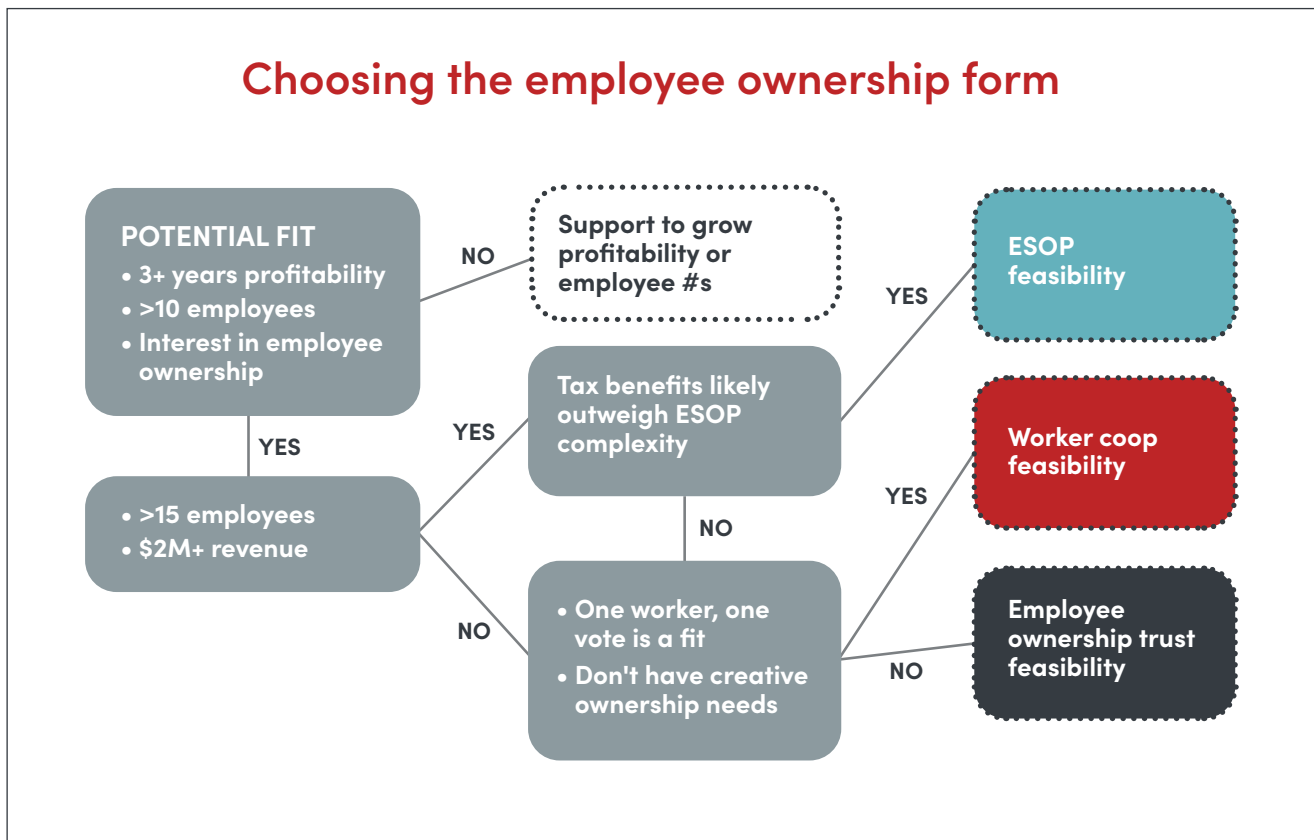 Choosing the employee ownership form
POTENTIAL FIT
• 3+ years profitability
• >10 employees
• Interest in employee
ownership
NO
Support to grow
profitability or
employee #s
YES
• >15 employees
• $2M+ revenue
YES
Tax benefits likely
outweigh ESOP
complexity
YES
ESOP
feasibility
NO
NO
• One worker, one
vote is a fit
• Don't have creative
ownership needs
YES
Worker coop
feasibility
NO
Employee
ownership trust
feasibility